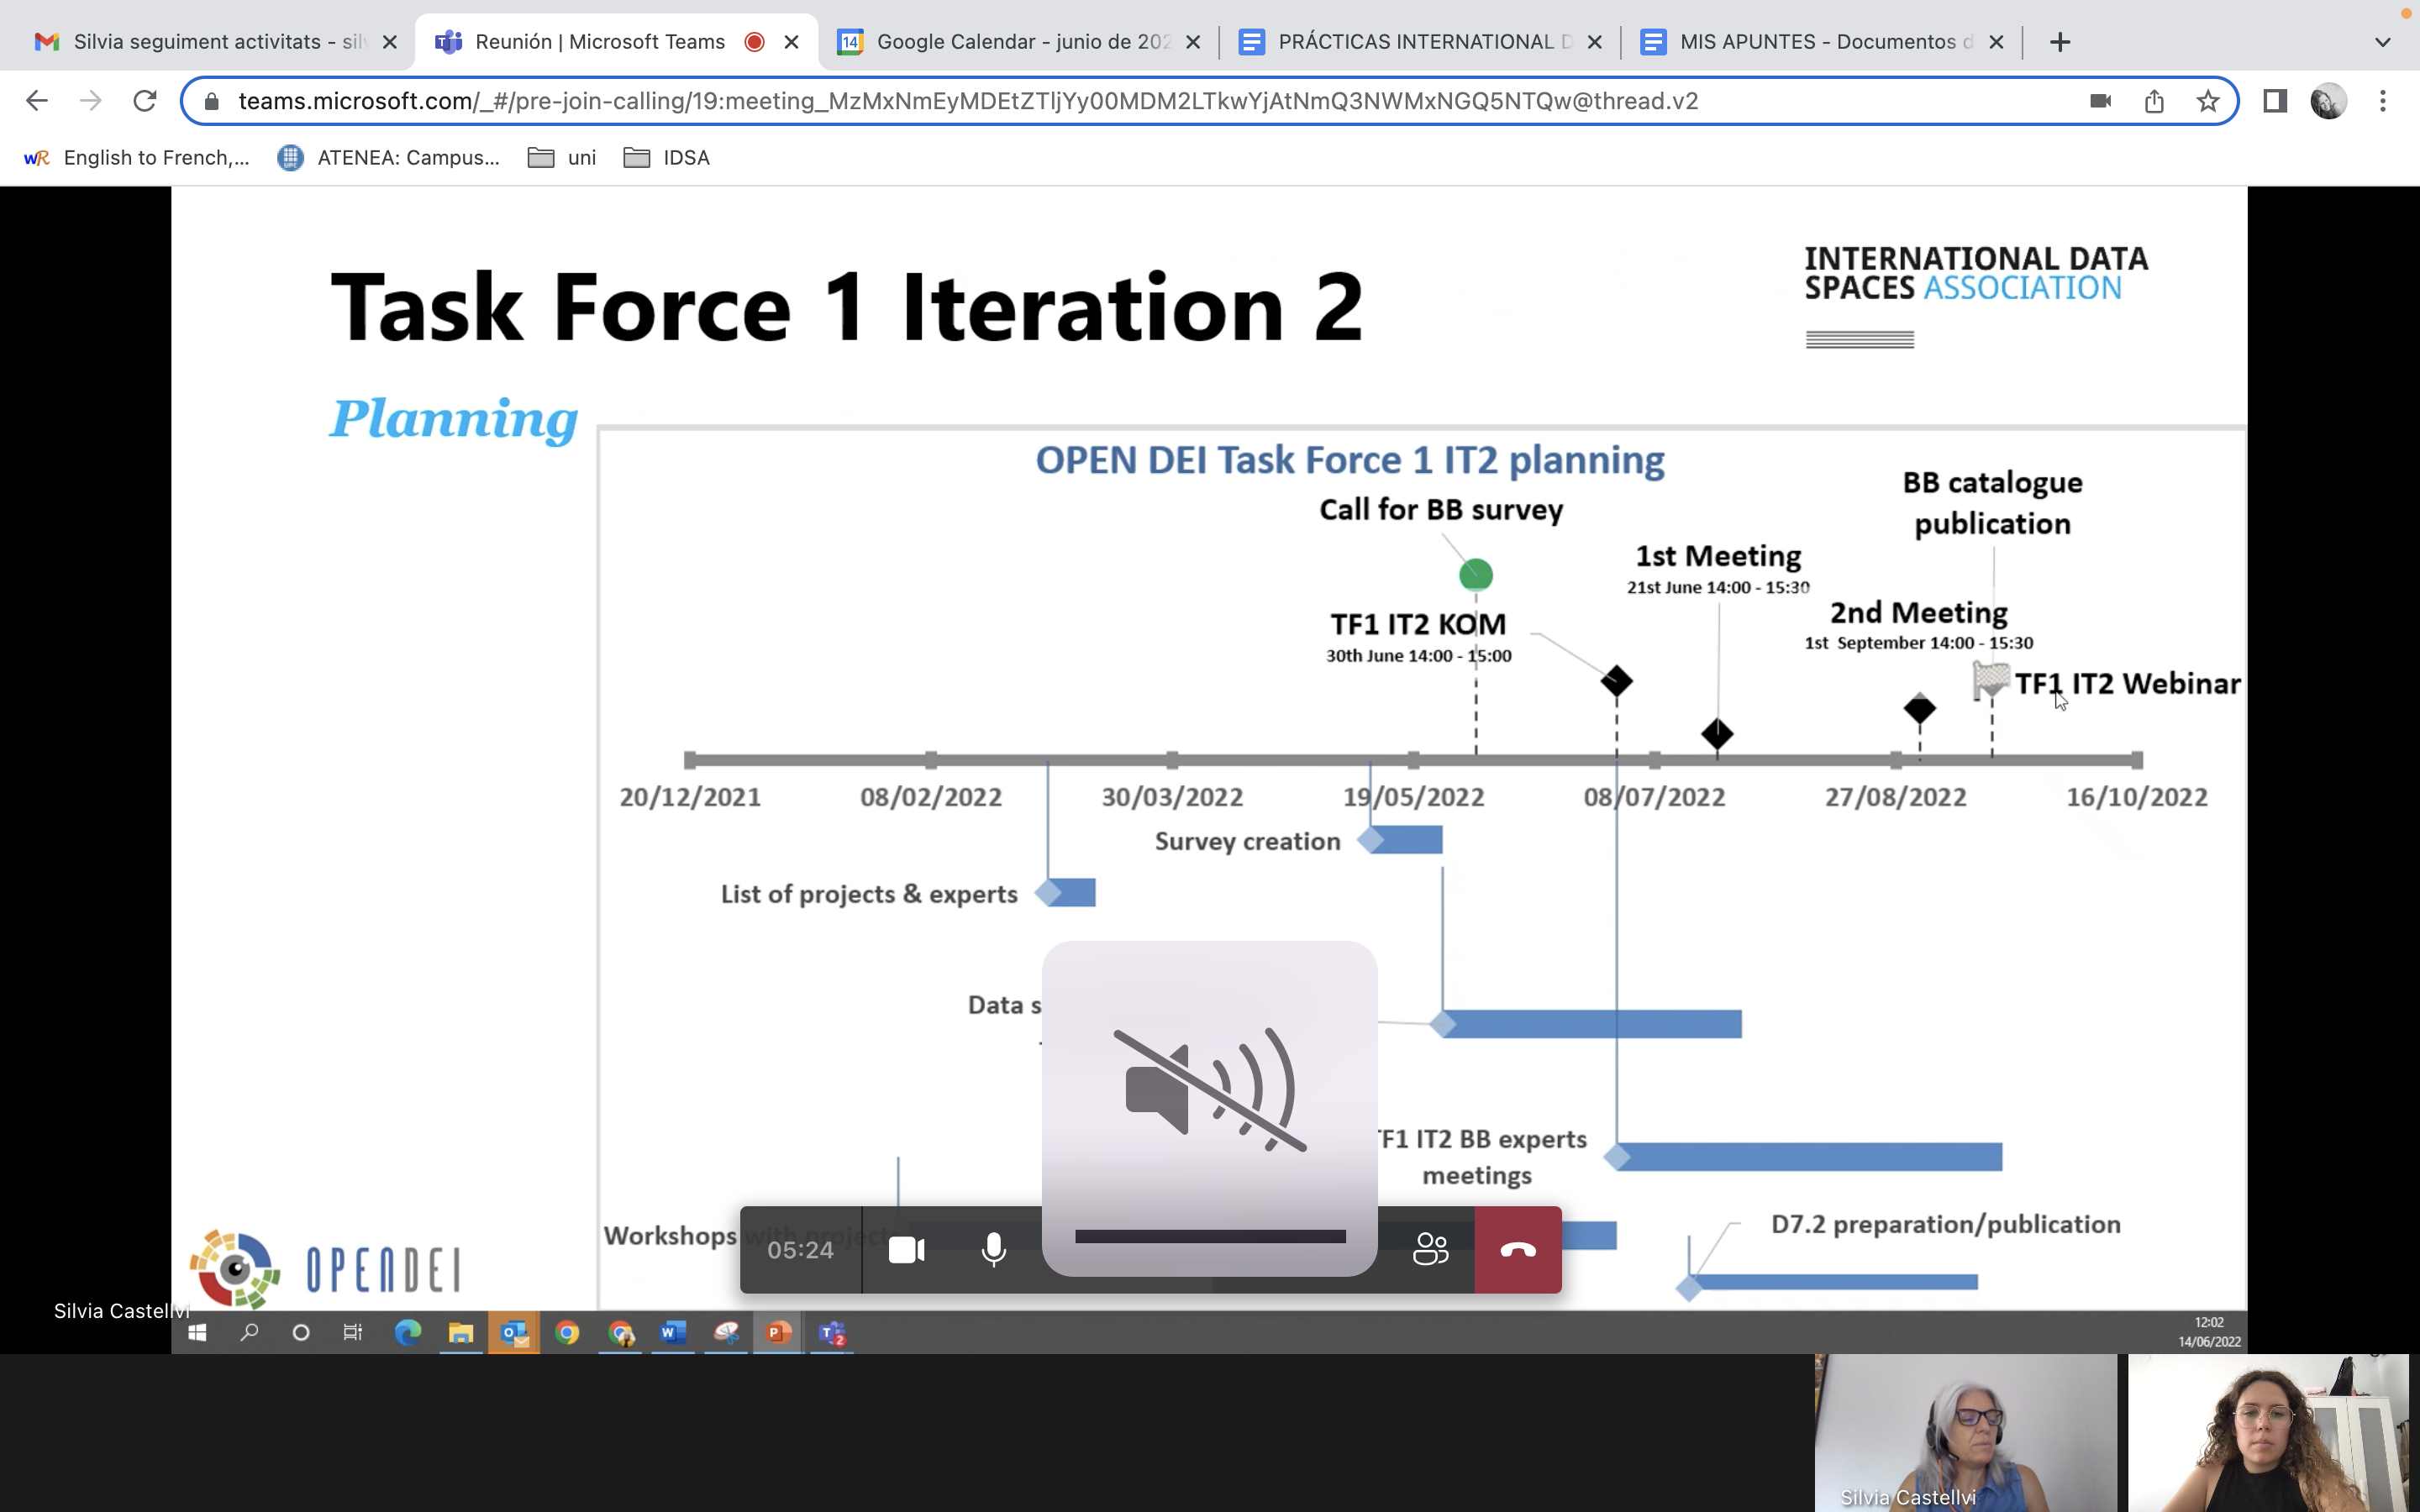 Silvia seguiment activitats - sil
Reunión | Microsoft Teams
14
Google Calendar - junio de 202
PRÁCTICAS INTERNATIONAL D
MIS APUNTES - Documentos d
teams.microsoft.com/_#/pre-join-calling/19:meeting_MzMxNmEyMDEtZTljYy00MDM2LTkwYjAtNmQ3NWMxNGQ5NTQw@thread.v2
WR English to French,...
ATENEA: Campus...
uni
IDSA
Task Force 1 Iteration 2
INTERNATIONAL DATA
SPACES ASSOCIATION
Planning
OPEN DEI Task Force 1 IT2 planning
Call for BB survey
BB catalogue
publication
1st Meeting
21st June 14:00 - 15:30
TF1 IT2 KOM
30th June 14:00 - 15:00
2nd Meeting
1st September 14:00 - 15:30
TF1 IT2 Webinar
20/12/2021
08/02/2022
30/03/2022
19/05/2022
08/07/2022
27/08/2022
16/10/2022
Survey creation
List of projects & experts
Data s
TF1 IT2 BB experts
meetings
Workshops with project
D7.2 preparation/publication
05:24
OPENDEI
Silvia Castellvi
12:02
14/06/2022
Silvia Castellvi